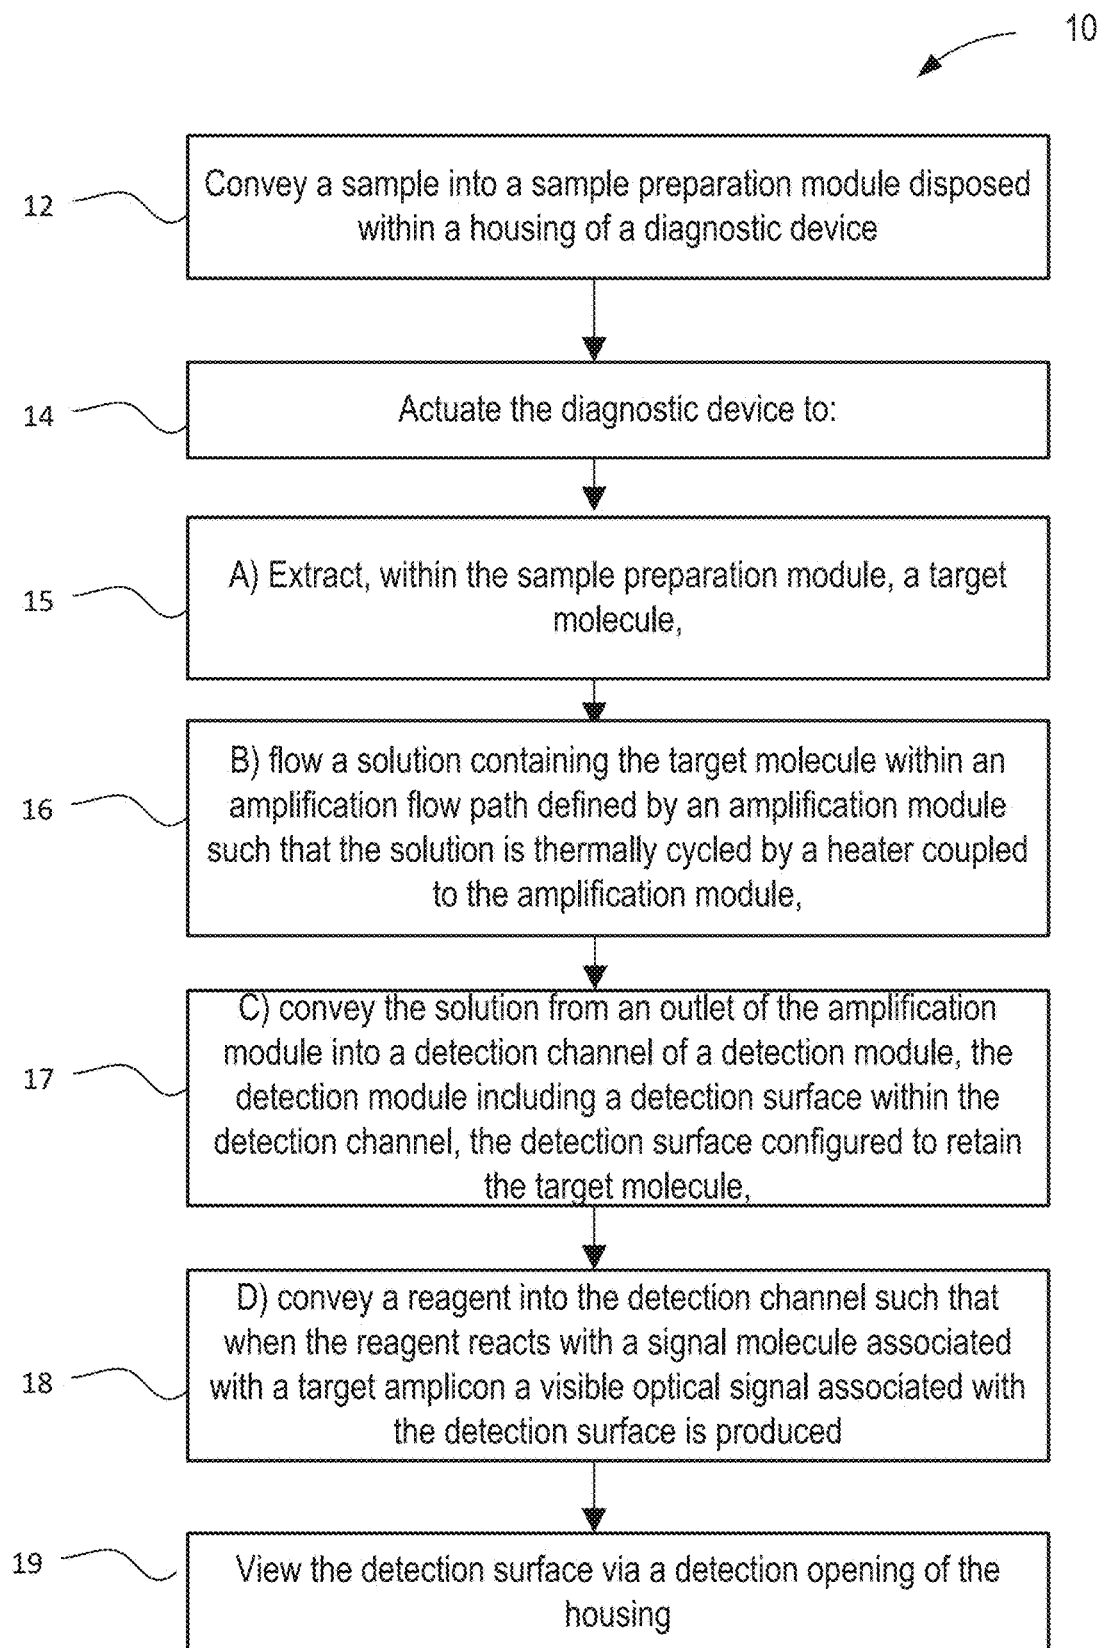 10
12
Convey a sample into a sample preparation module disposed
within a housing of a diagnostic device
14
Actuate the diagnostic device to:
15
A) Extract, within the sample preparation module, a target
molecule,
16
B) flow a solution containing the target molecule within an
amplification flow path defined by an amplification module
such that the solution is thermally cycled by a heater coupled
to the amplification module,
17
C) convey the solution from an outlet of the amplification
module into a detection channel of a detection module, the
detection module including a detection surface within the
detection channel, the detection surface configured to retain
the target molecule,
18
D) convey a reagent into the detection channel such that
when the reagent reacts with a signal molecule associated
with a target amplicon a visible optical signal associated with
the detection surface is produced
19
View the detection surface via a detection opening of the
housing